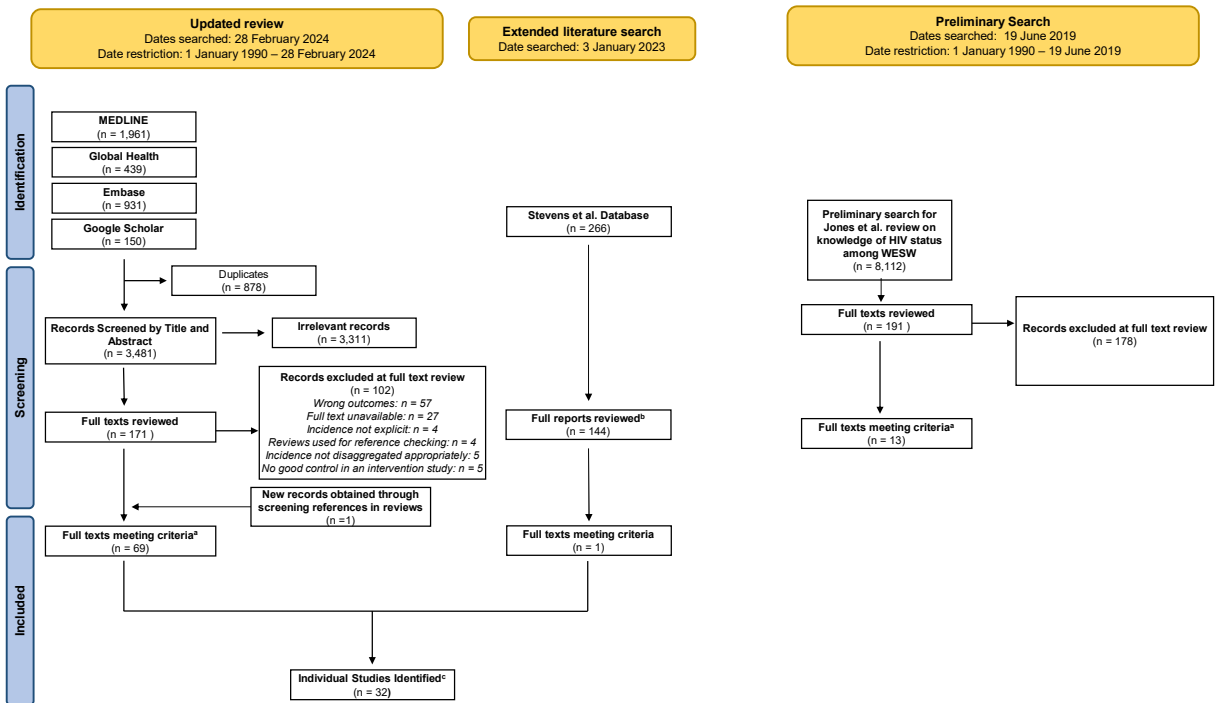 Updated review
Dates searched: 28 February 2024
Date restriction: 1 January 1990 – 28 February 2024
Extended literature search
Date searched: 3 January 2023
Preliminary Search
Dates searched:  19 June 2019
Date restriction: 1 January 1990 – 19 June 2019
Identification
MEDLINE
(n = 1,961)
Global Health
(n = 439)
Embase
(n = 931)
Google Scholar
(n = 150)
Stevens et al. Database
(n = 266)
Preliminary search for
Jones et al. review on
knowledge of HIV status
among WESW
(n = 8,112)
Screening
Duplicates
(n = 878)
Records Screened by Title and
Abstract
(n = 3,481)
Irrelevant records
(n = 3,311)
Full texts reviewed
(n = 191 )
Records excluded at full text review
(n = 178)
Records excluded at full text review
(n = 102)
Wrong outcomes: n = 57
Full text unavailable: n = 27
Incidence not explicit: n = 4
Reviews used for reference checking: n = 4
Incidence not disaggregated appropriately: 5
No good control in an intervention study: n = 5
Full texts reviewed
(n = 171 )
Full reports reviewedᵇ
(n = 144)
Full texts meeting criteriaᵃ
(n = 13)
New records obtained through
screening references in reviews
(n =1)
Included
Full texts meeting criteriaᵃ
(n = 69)
Full texts meeting criteria
(n = 1)
Individual Studies Identifiedᶜ
(n = 32)